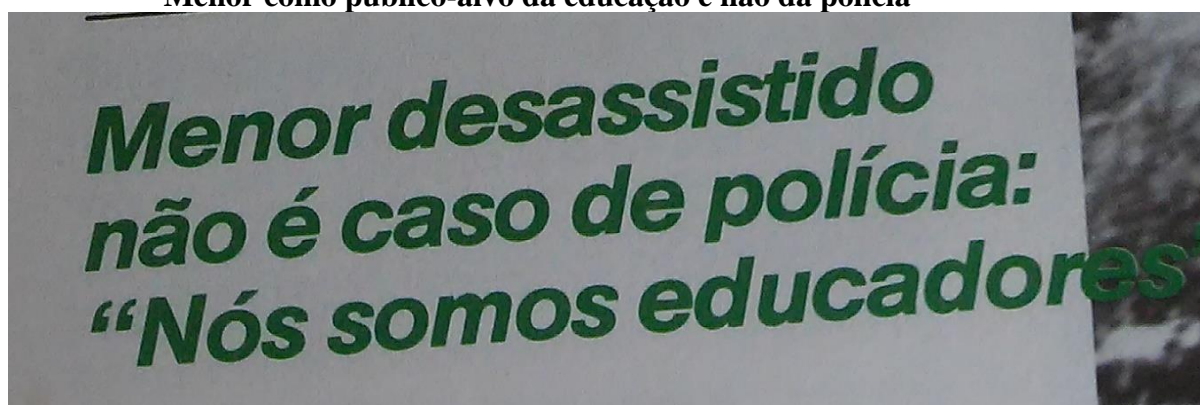 Menor como público-alvo da educação e não da polícia
Menor desassistido
não é caso de polícia:
“Nós somos educadores”